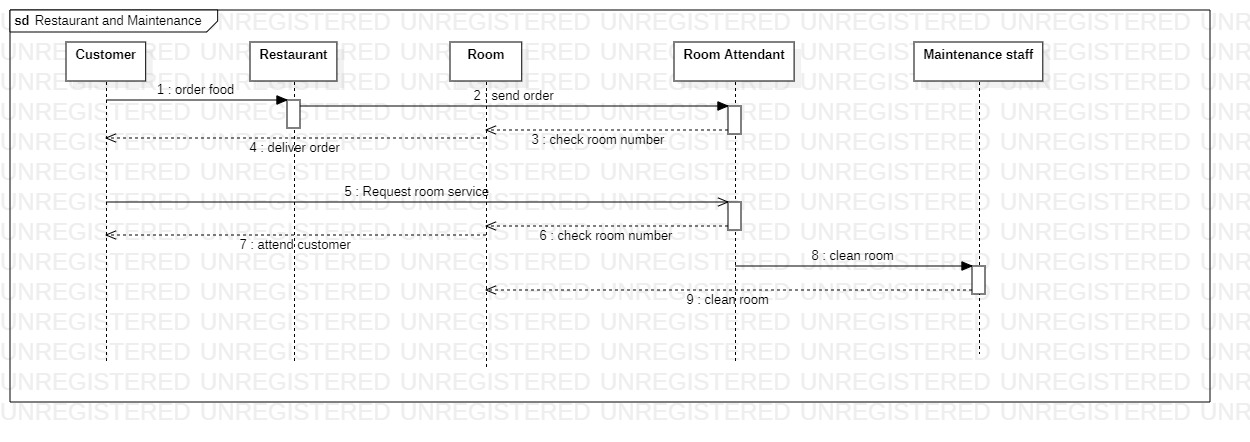 sd Restaurant and Maintenance
Customer
Restaurant
Room
Room Attendant
Maintenance staff
1 : order food
2 : send order
3 : check room number
4 : deliver order
5 : Request room service
6 : check room number
7 : attend customer
8 : clean room
9 : clean room
UNREGISTERED UNREGISTERED UNREGISTERED UNREGISTERED UNREGISTERED UNREGISTERED UN